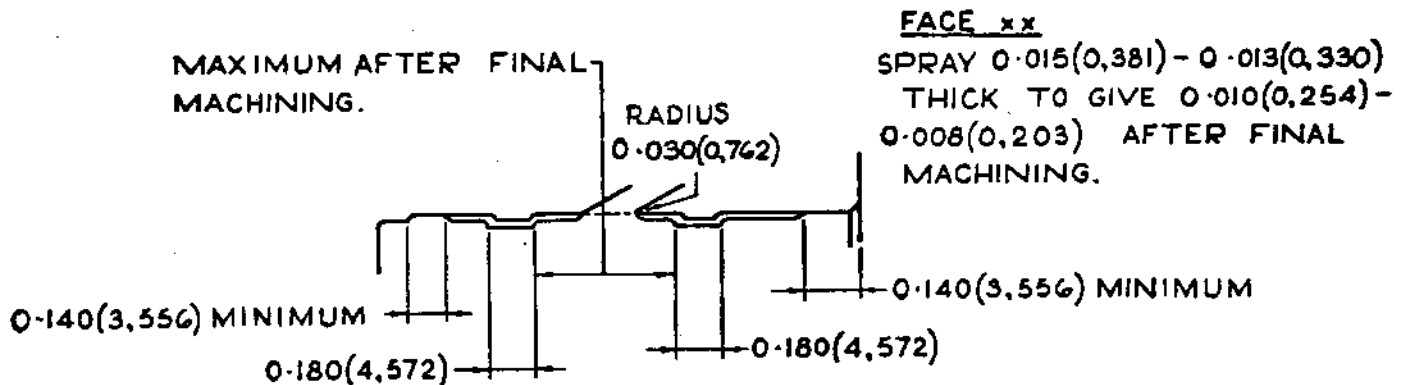 FACE xx
SPRAY 0·015(0,381)-0·013(0,330)
THICK TO GIVE 0·010(0,254)-
0·008(0,203) AFTER FINAL
MACHINING.
MAXIMUM AFTER FINAL
MACHINING.
RADIUS
0·030(0,762)
0·140(3,556) MINIMUM
0·140(3,556) MINIMUM
0·180(4,572)
0·180(4,572)